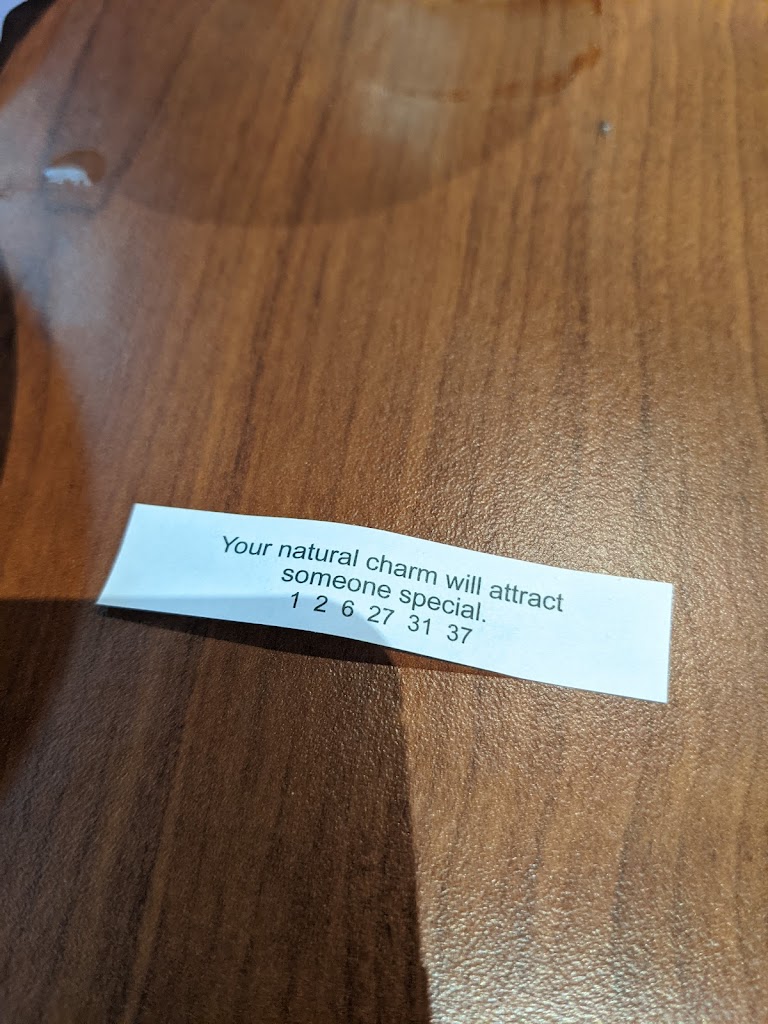 Your natural charm will attract
someone special.
1 2 6 27 31 37